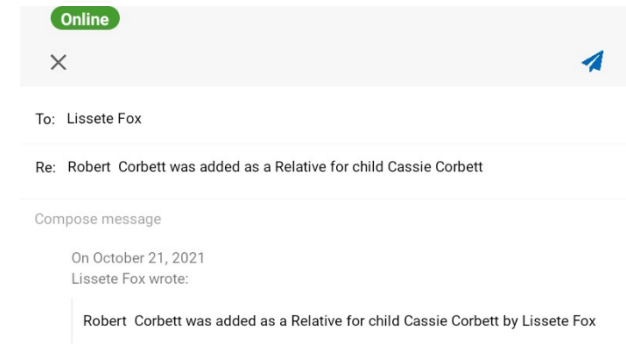 Online
To: Lissete Fox
Re: Robert Corbett was added as a Relative for child Cassie Corbett
Compose message
On October 21, 2021
Lissete Fox wrote:
Robert Corbett was added as a Relative for child Cassie Corbett by Lissete Fox